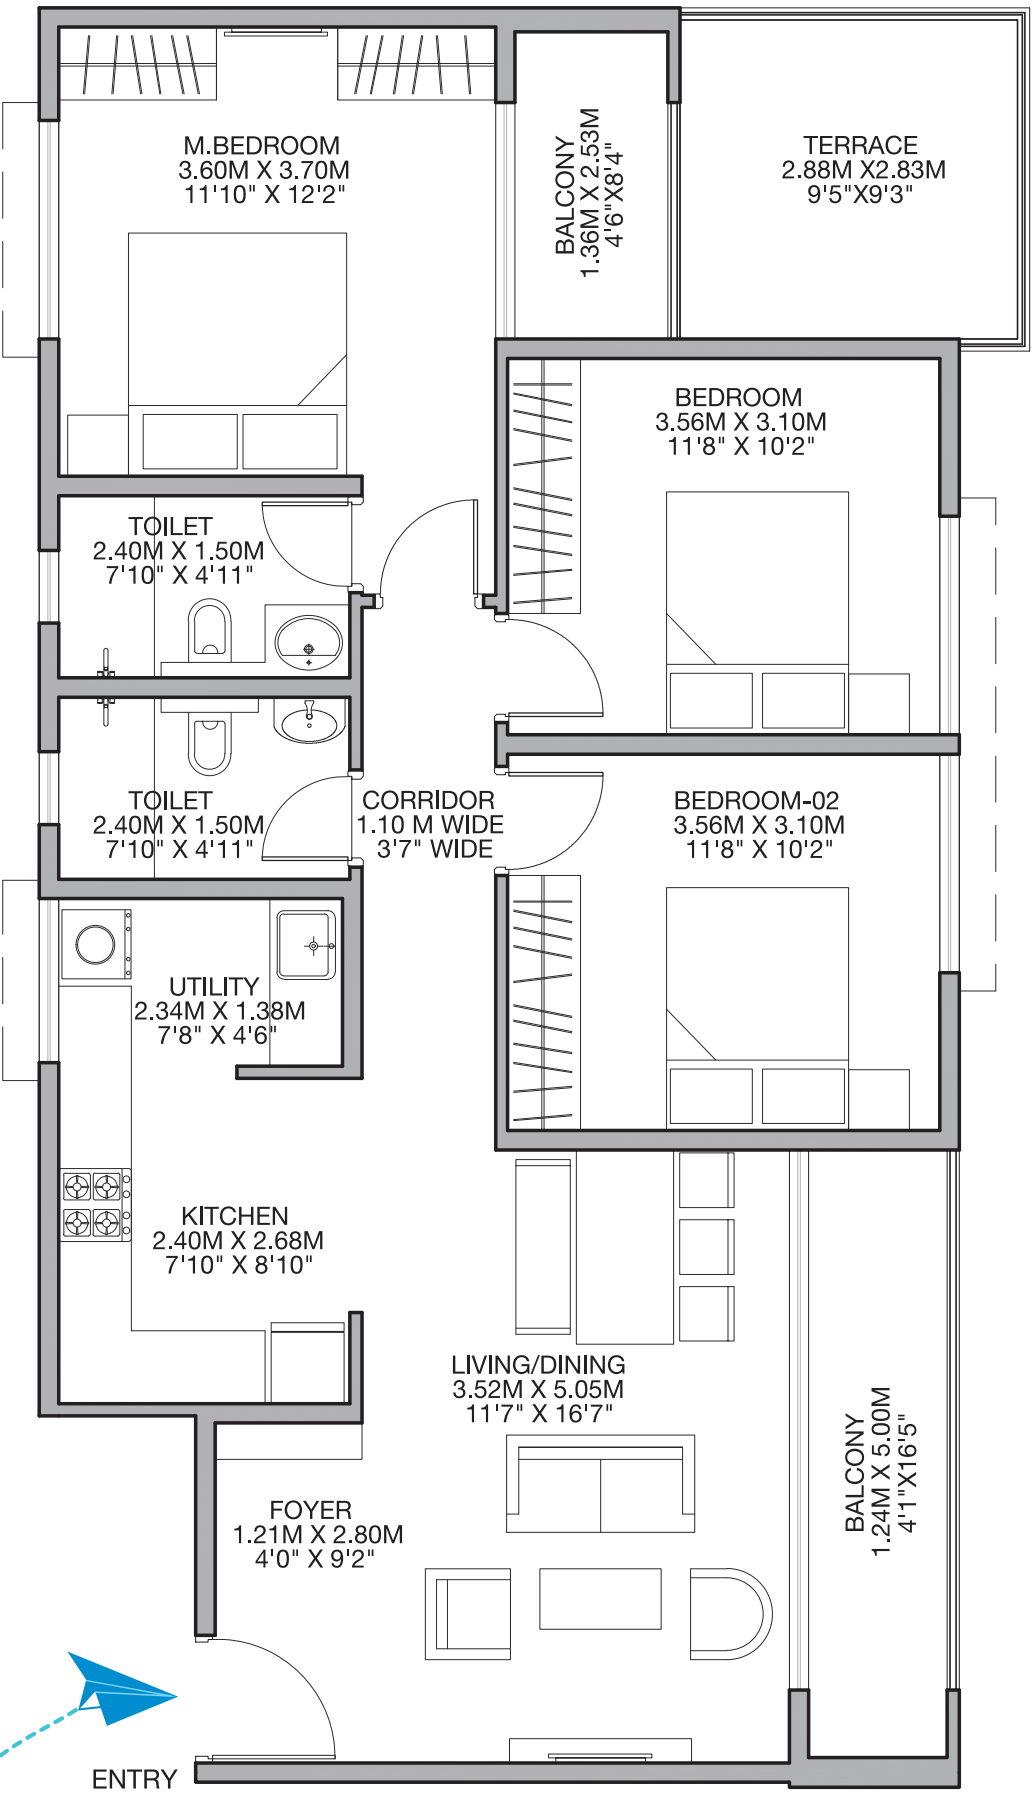 M.BEDROOM
3.60M X 3.70M
11'10" X 12'2"
BALCONY
1.36M X 2.53M
4'6"X8'4"
TERRACE
2.88M X2.83M
9'5"X9'3"
BEDROOM
3.56M X 3.10M
11'8" X 10'2"
TOILET
2.40M X 1.50M
7'10" X 4'11"
TOILET
2.40M X 1.50M
7'10" X 4'11"
CORRIDOR
1.10 M WIDE
3'7" WIDE
BEDROOM-02
3.56M X 3.10M
11'8" X 10'2"
UTILITY
2.34M X 1.38M
7'8" X 4'6"
KITCHEN
2.40M X 2.68M
7'10" X 8'10"
LIVING/DINING
3.52M X 5.05M
11'7" X 16'7"
BALCONY
1.24M X 5.00M
4'1"X16'5"
FOYER
1.21M X 2.80M
4'0" X 9'2"
ENTRY